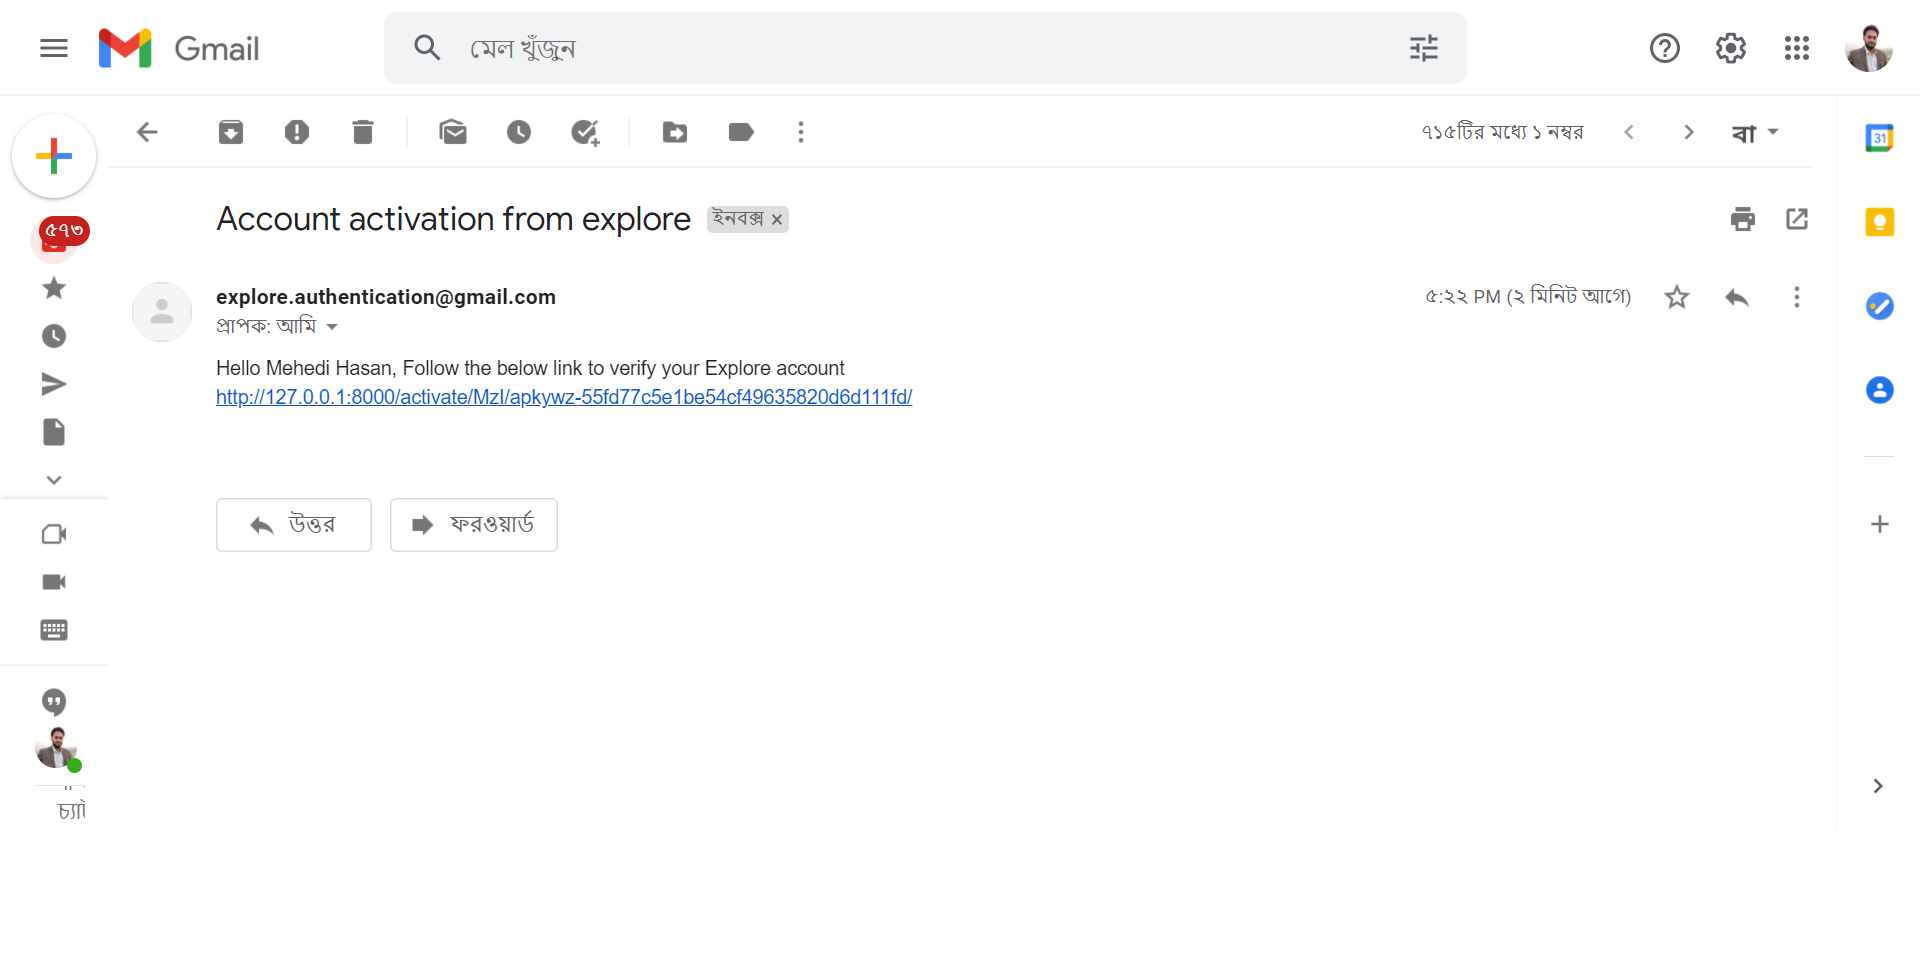 Gmail
মেল খুঁজুন
৭১৫টির মধ্যে ১ নম্বর
বা
31
৫৭৩
Account activation from explore
ইনবক্স
explore.authentication@gmail.com
৫:২২ PM (২ মিনিট আগে)
প্রাপক: আমি
Hello Mehedi Hasan, Follow the below link to verify your Explore account
http://127.0.0.1:8000/activate/MzI/apkywz-55fd77c5e1be54cf49635820d6d111fd/
উত্তর
ফরওয়ার্ড